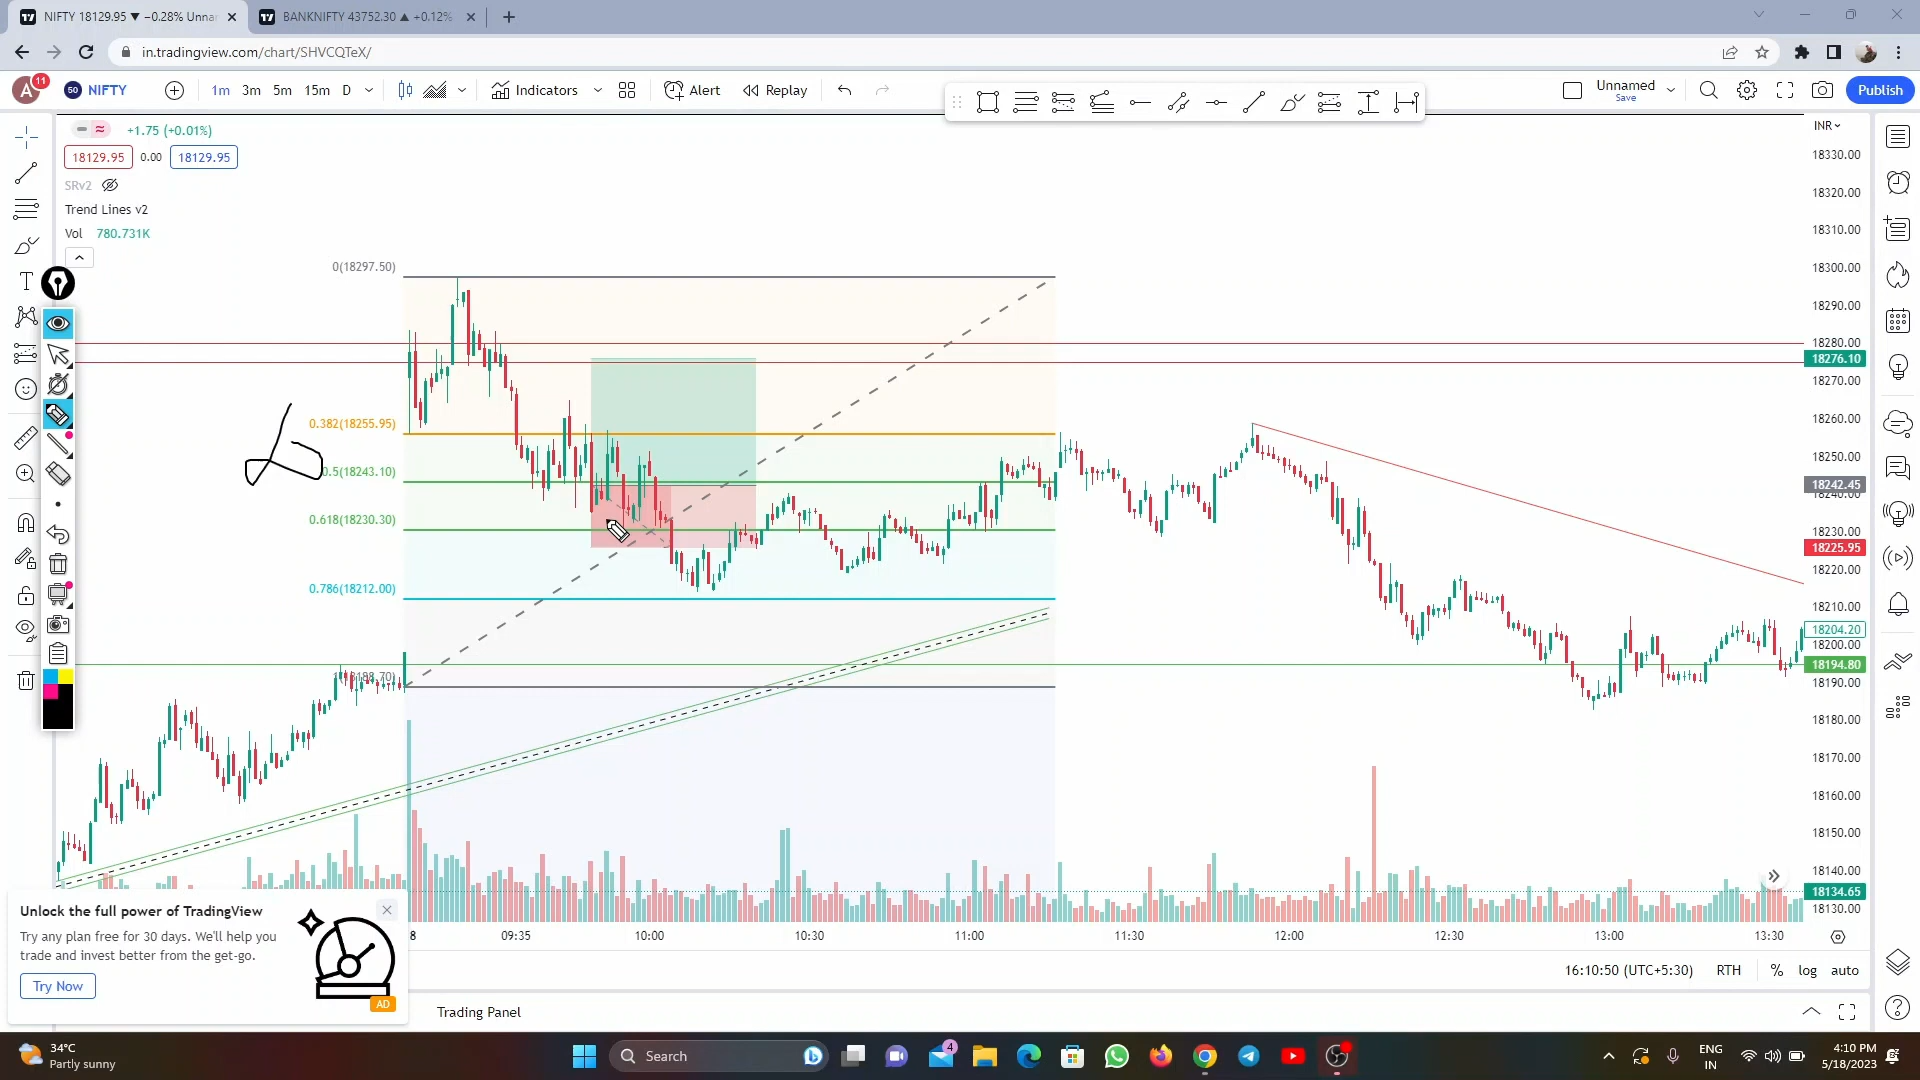 NIFTY 18129.95 ▼ −0.28% Unnar
BANKNIFTY 43752.30 ▲ +0.12%
in.tradingview.com/chart/SHVCQTeX/
A 11
50 NIFTY
1m 3m 5m 15m D
Indicators
Alert
Replay
Unnamed
Save
Publish
+1.75 (+0.01%)
18129.95 0.00 18129.95
SRv2
Trend Lines v2
Vol 780.731K
INR
18330.00
18320.00
18310.00
18300.00
18290.00
18280.00
18276.10
18270.00
18260.00
18250.00
18242.45
18240.00
18230.00
18225.95
18220.00
18210.00
18204.20
18200.00
18194.80
18190.00
18180.00
18170.00
18160.00
18150.00
18140.00
18134.65
18130.00
0(18297.50)
0.382(18255.95)
0.5(18243.10)
0.618(18230.30)
0.786(18212.00)
Unlock the full power of TradingView
Try any plan free for 30 days. We'll help you
trade and invest better from the get-go.
Try Now
AD
8 09:35 10:00 10:30 11:00 11:30 12:00 12:30 13:00 13:30
16:10:50 (UTC+5:30) RTH % log auto
Trading Panel
34°C
Partly sunny
Search
4
ENG
IN
4:10 PM
5/18/2023